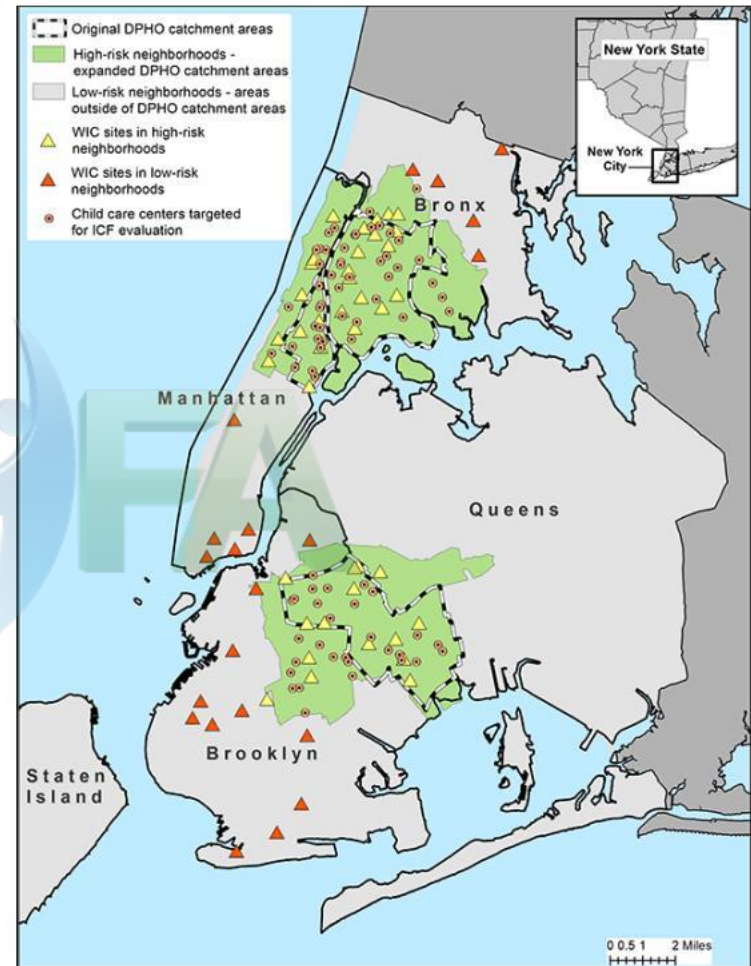 Original DPHO catchment areas
High-risk neighborhoods -
expanded DPHO catchment areas
Low-risk neighborhoods - areas
outside of DPHO catchment areas
WIC sites in high-risk
neighborhoods
WIC sites in low-risk
neighborhoods
Child care centers targeted
for ICF evaluation
New York State
New York
City
Bronx
Manhattan
FA
Queens
Brooklyn
Staten
Island
0 0.5 1 2 Miles